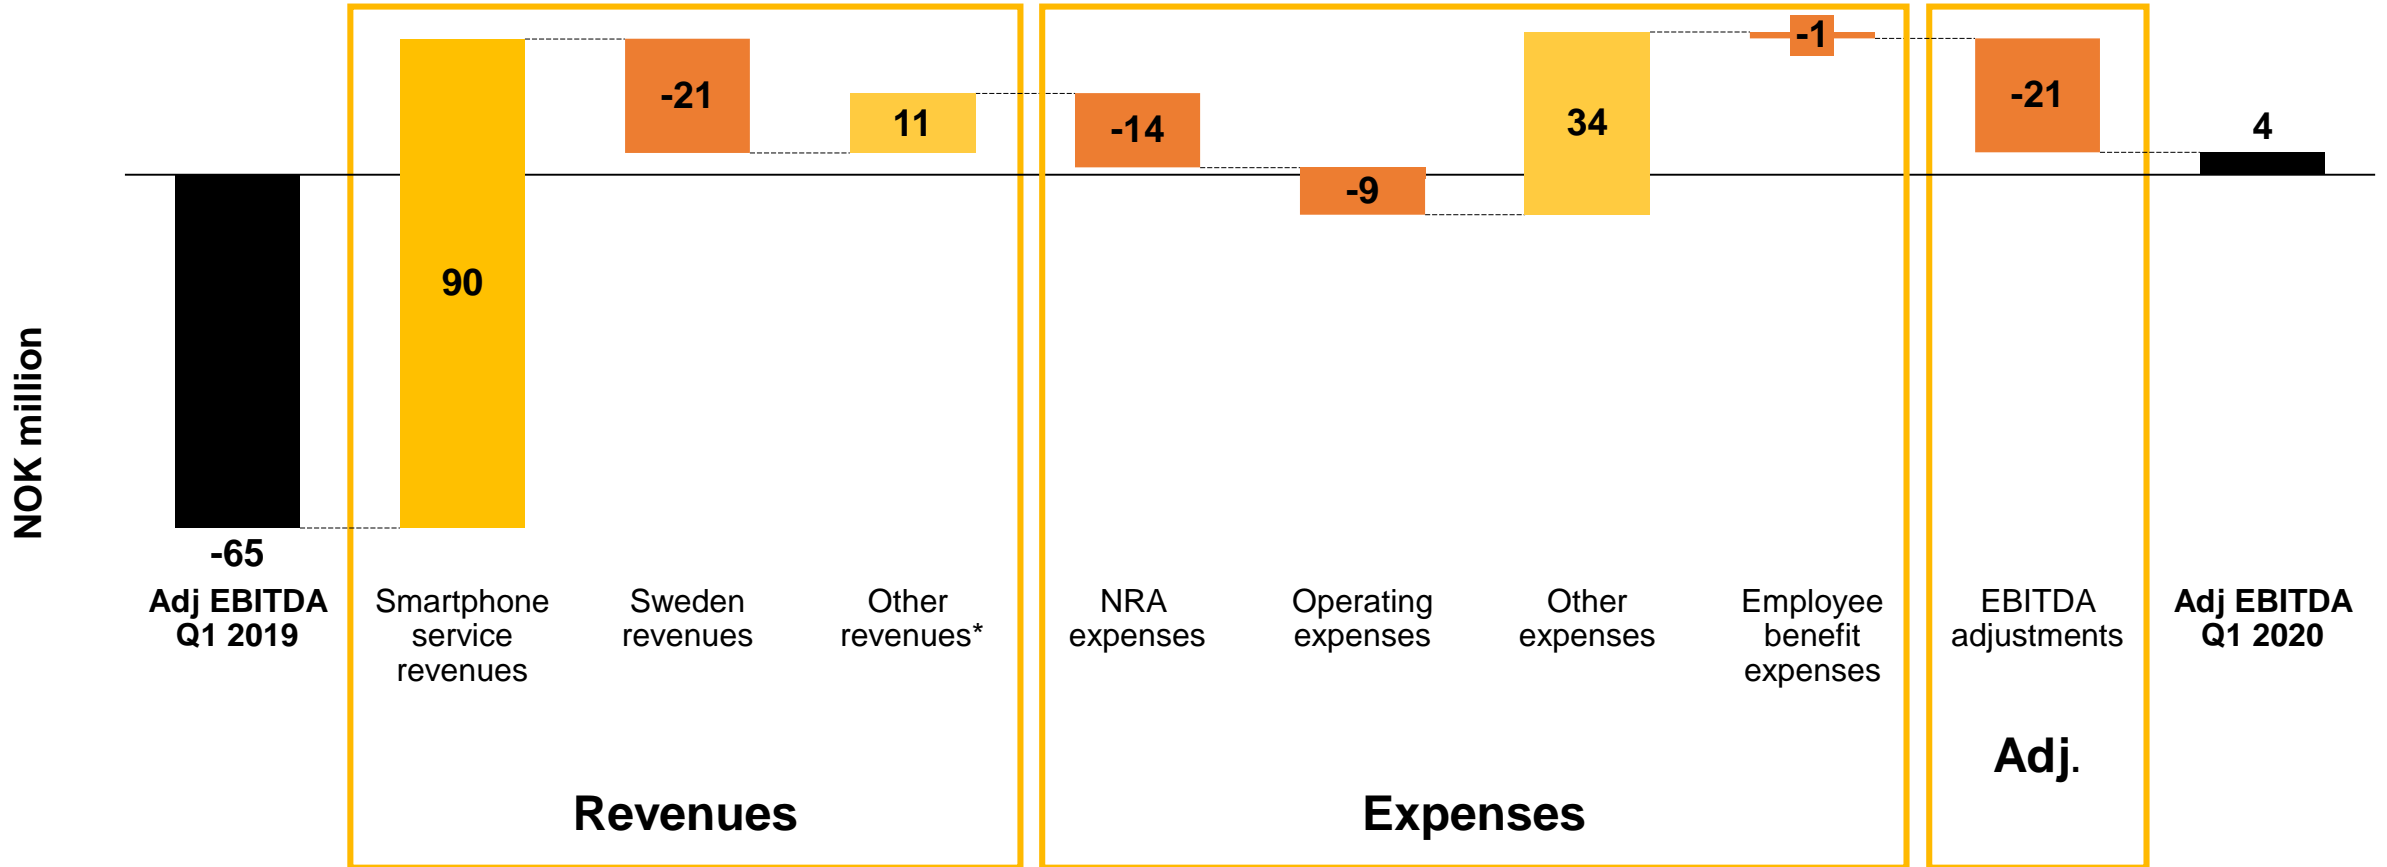 NOK million
-65
90
-21
11
-14
-9
34
-1
-21
4
Adj EBITDA
Q1 2019
Smartphone
service
revenues
Sweden
revenues
Other
revenues*
NRA
expenses
Operating
expenses
Other
expenses
Employee
benefit
expenses
EBITDA
adjustments
Adj EBITDA
Q1 2020
Revenues
Expenses
Adj.